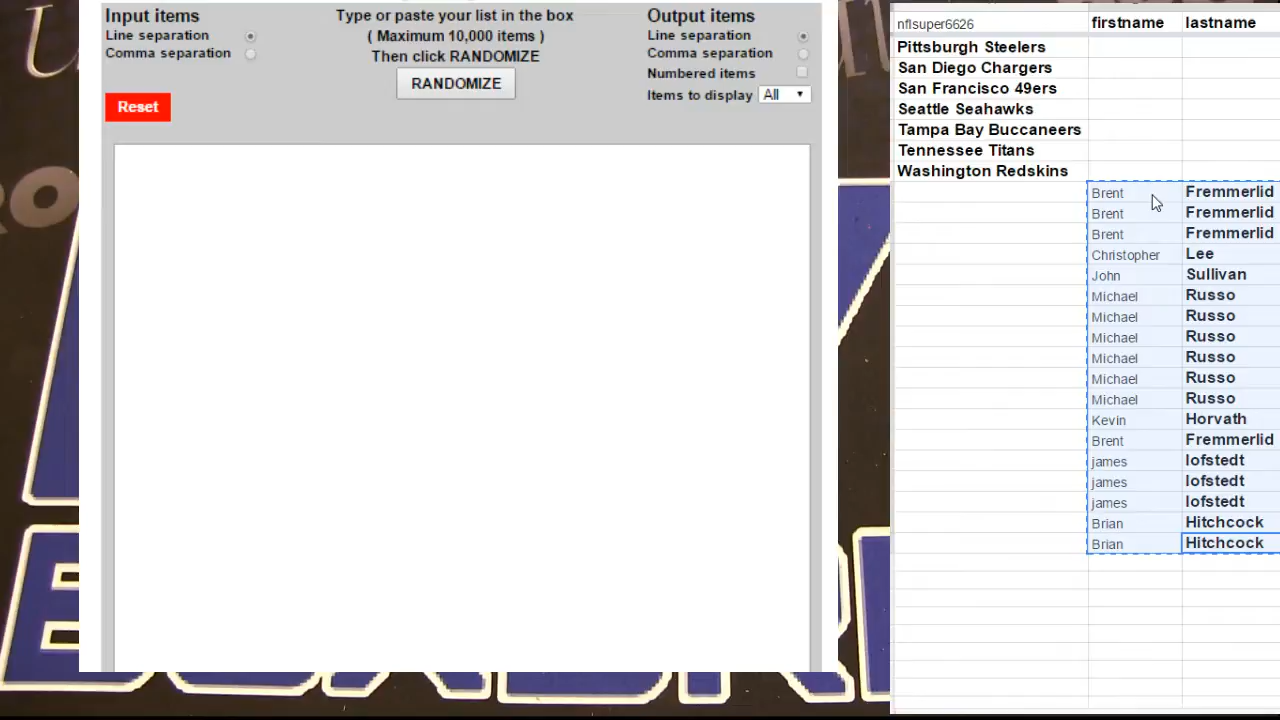 Input items
Line separation
Comma separation
Reset
Type or paste your list in the box
( Maximum 10,000 items )
Then click RANDOMIZE
RANDOMIZE
Output items
Line separation
Comma separation
Numbered items
Items to display All
nflsuper6626 firstname lastname
Pittsburgh Steelers
San Diego Chargers
San Francisco 49ers
Seattle Seahawks
Tampa Bay Buccaneers
Tennessee Titans
Washington Redskins
Brent Fremmerlid
Brent Fremmerlid
Brent Fremmerlid
Christopher Lee
John Sullivan
Michael Russo
Michael Russo
Michael Russo
Michael Russo
Michael Russo
Michael Russo
Kevin Horvath
Brent Fremmerlid
james lofstedt
james lofstedt
james lofstedt
Brian Hitchcock
Brian Hitchcock